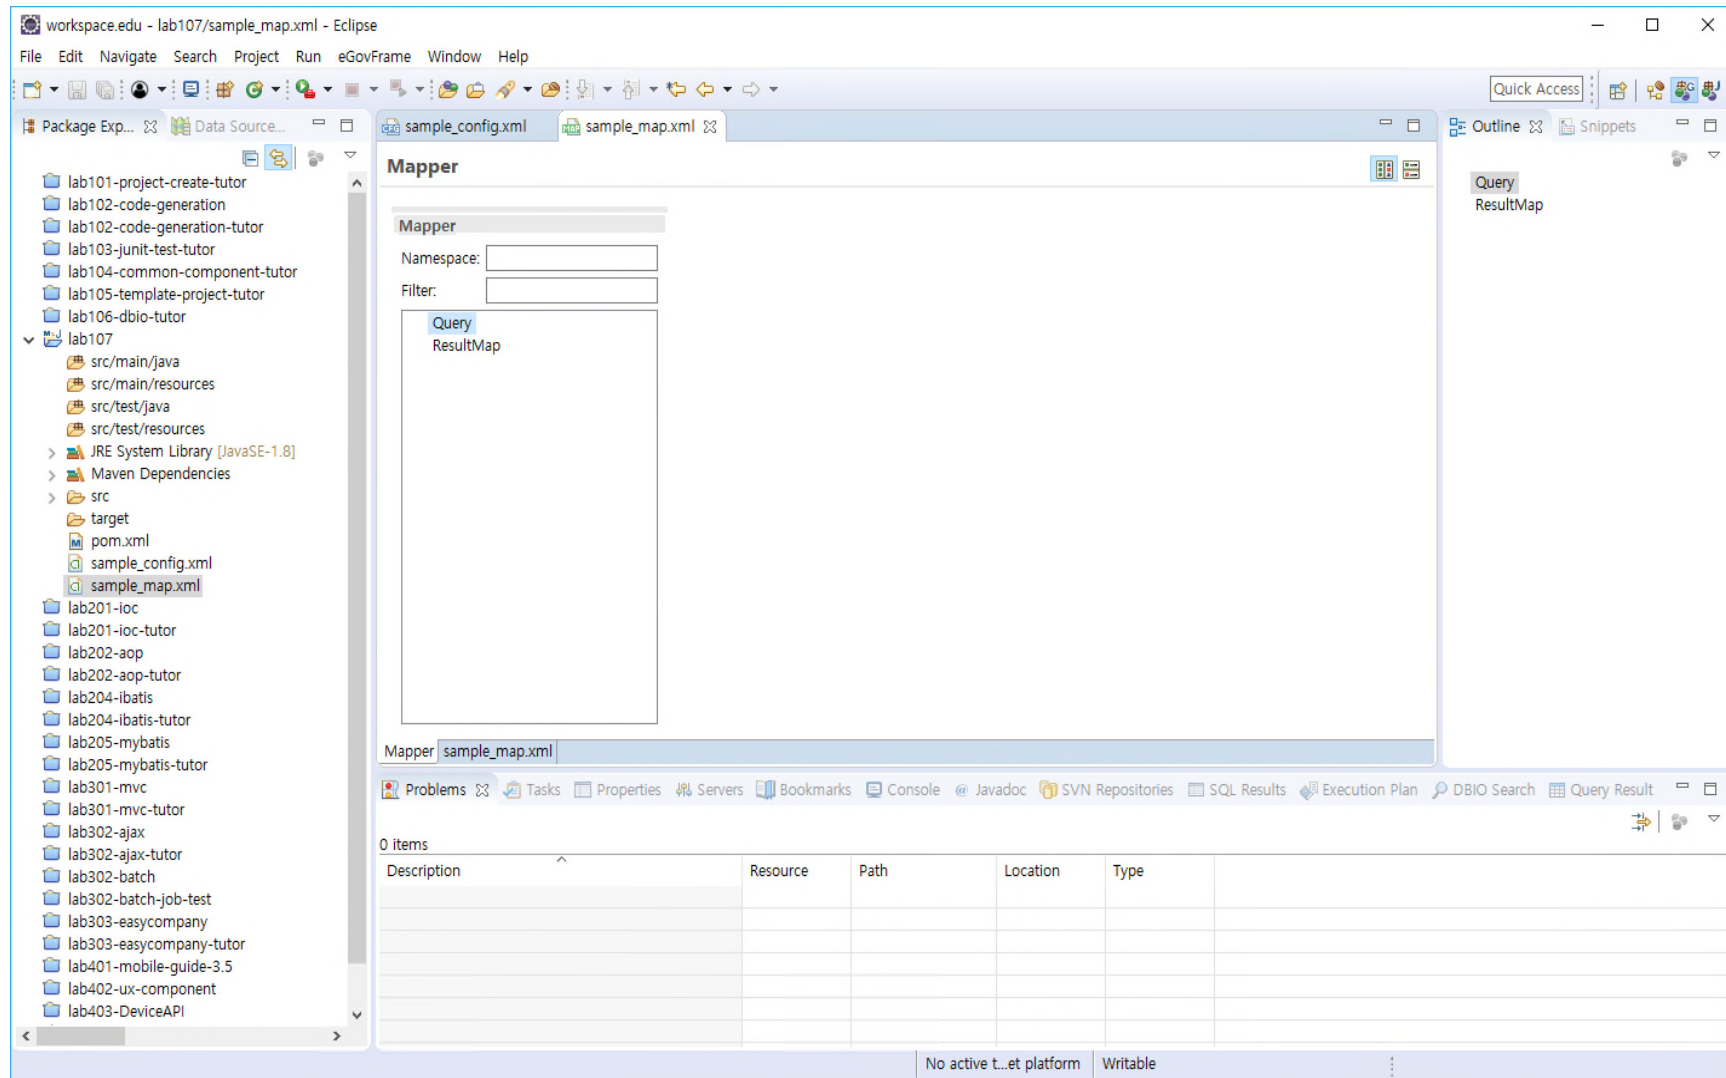 workspace.edu - lab107/sample_map.xml - Eclipse
File Edit Navigate Search Project Run eGovFrame Window Help
Quick Access
Package Exp... Data Source...
lab101-project-create-tutor
lab102-code-generation
lab102-code-generation-tutor
lab103-junit-test-tutor
lab104-common-component-tutor
lab105-template-project-tutor
lab106-dbio-tutor
lab107
src/main/java
src/main/resources
src/test/java
src/test/resources
JRE System Library [JavaSE-1.8]
Maven Dependencies
src
target
pom.xml
sample_config.xml
sample_map.xml
lab201-ioc
lab201-ioc-tutor
lab202-aop
lab202-aop-tutor
lab204-ibatis
lab204-ibatis-tutor
lab205-mybatis
lab205-mybatis-tutor
lab301-mvc
lab301-mvc-tutor
lab302-ajax
lab302-ajax-tutor
lab302-batch
lab302-batch-job-test
lab303-easycompany
lab303-easycompany-tutor
lab401-mobile-guide-3.5
lab402-ux-component
lab403-DeviceAPI
sample_config.xml sample_map.xml
Mapper
Mapper
Namespace:
Filter:
Query
ResultMap
Mapper sample_map.xml
Outline Snippets
Query
ResultMap
Problems Tasks Properties Servers Bookmarks Console @ Javadoc SVN Repositories SQL Results Execution Plan DBIO Search Query Result
0 items
Description Resource Path Location Type
No active t...et platform Writable